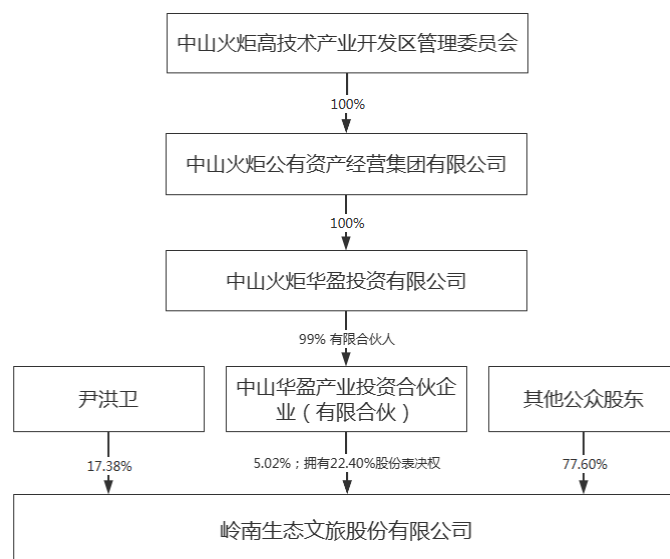 中山火炬高技术产业开发区管理委员会
100%
中山火炬公有资产经营集团有限公司
100%
中山火炬华盈投资有限公司
99% 有限合伙人
尹洪卫
中山华盈产业投资合伙企
业（有限合伙）
其他公众股东
17.38%
5.02%；拥有22.40%股份表决权
77.60%
岭南生态文旅股份有限公司